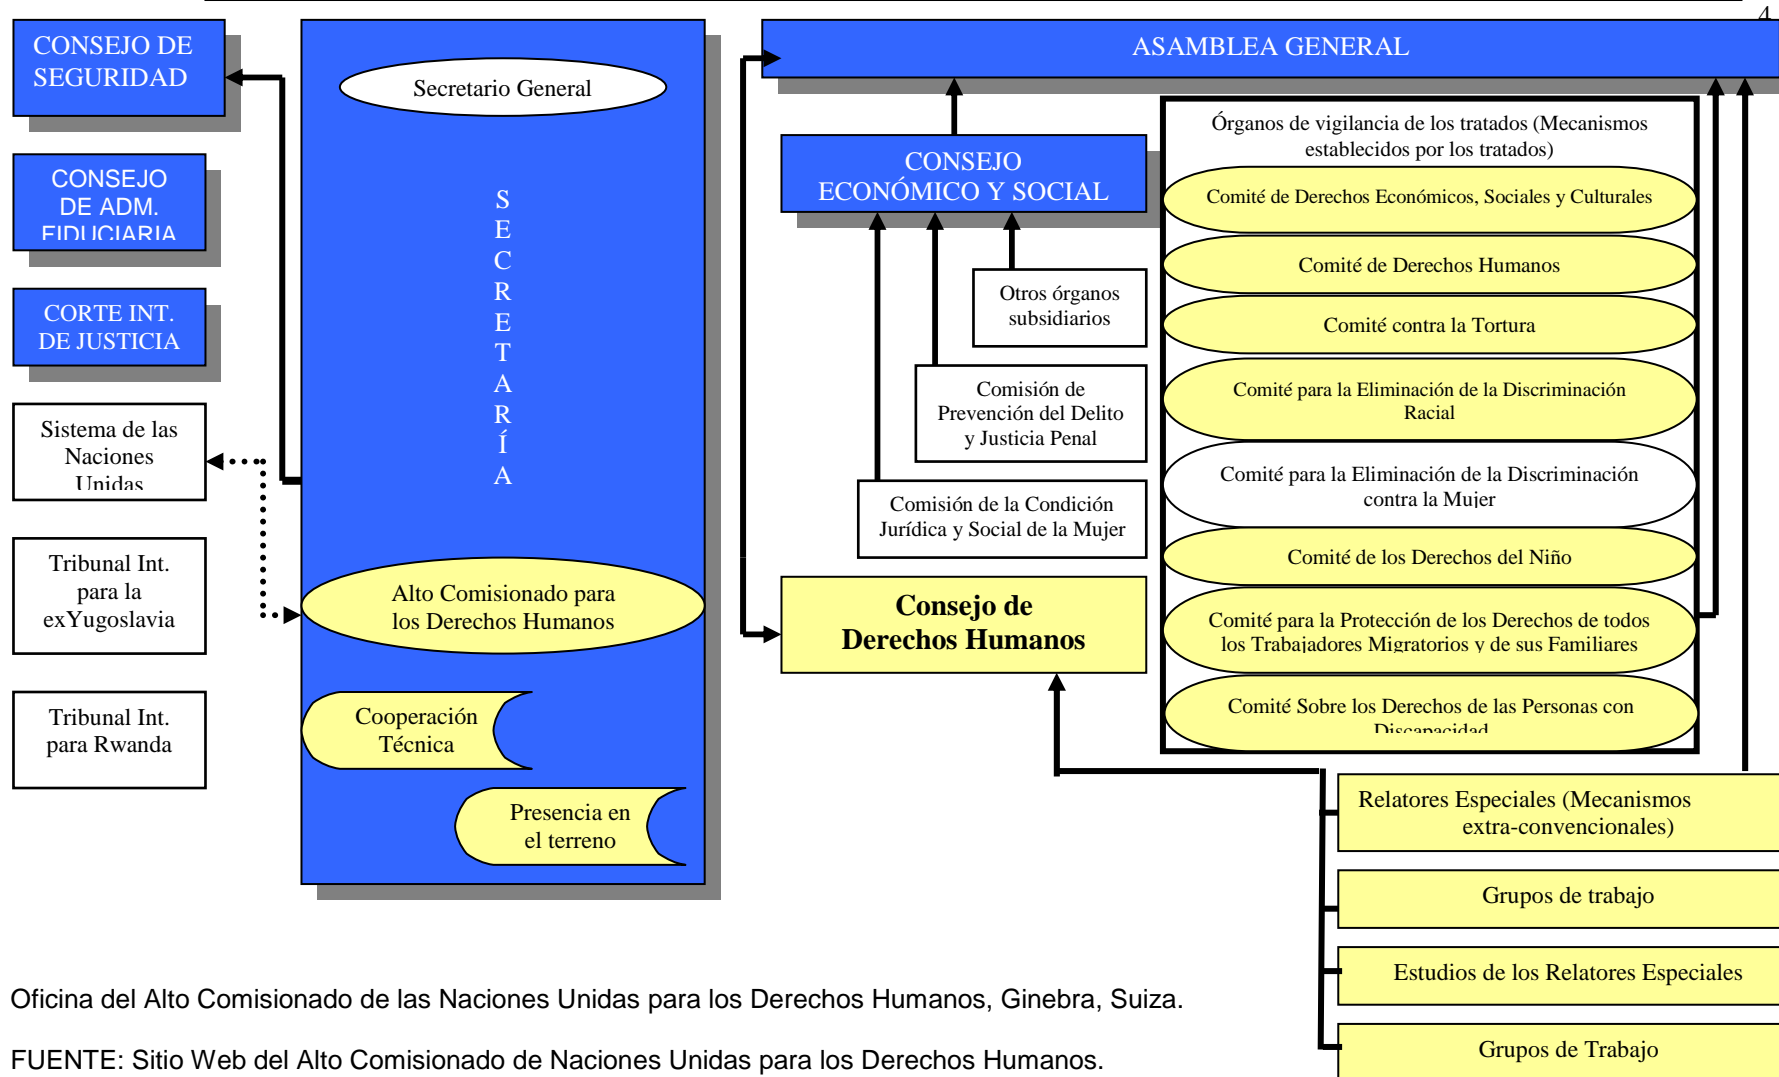 4
CONSEJO DE
SEGURIDAD
CONSEJO
DE ADM.
FIDUCIARIA
CORTE INT.
DE JUSTICIA
Sistema de las
Naciones
Unidas
Tribunal Int.
para la
exYugoslavia
Tribunal Int.
para Rwanda
Secretario General
S
E
C
R
E
T
A
R
Í
A
Alto Comisionado para
los Derechos Humanos
Cooperación
Técnica
Presencia en
el terreno
ASAMBLEA GENERAL
CONSEJO
ECONÓMICO Y SOCIAL
Otros órganos
subsidiarios
Comisión de
Prevención del Delito
y Justicia Penal
Comisión de la Condición
Jurídica y Social de la Mujer
Consejo de
Derechos Humanos
Órganos de vigilancia de los tratados (Mecanismos
establecidos por los tratados)
Comité de Derechos Económicos, Sociales y Culturales
Comité de Derechos Humanos
Comité contra la Tortura
Comité para la Eliminación de la Discriminación
Racial
Comité para la Eliminación de la Discriminación
contra la Mujer
Comité de los Derechos del Niño
Comité para la Protección de los Derechos de todos
los Trabajadores Migratorios y de sus Familiares
Comité Sobre los Derechos de las Personas con
Discapacidad
Relatores Especiales (Mecanismos
extra-convencionales)
Grupos de trabajo
Estudios de los Relatores Especiales
Grupos de Trabajo
Oficina del Alto Comisionado de las Naciones Unidas para los Derechos Humanos, Ginebra, Suiza.
FUENTE: Sitio Web del Alto Comisionado de Naciones Unidas para los Derechos Humanos.